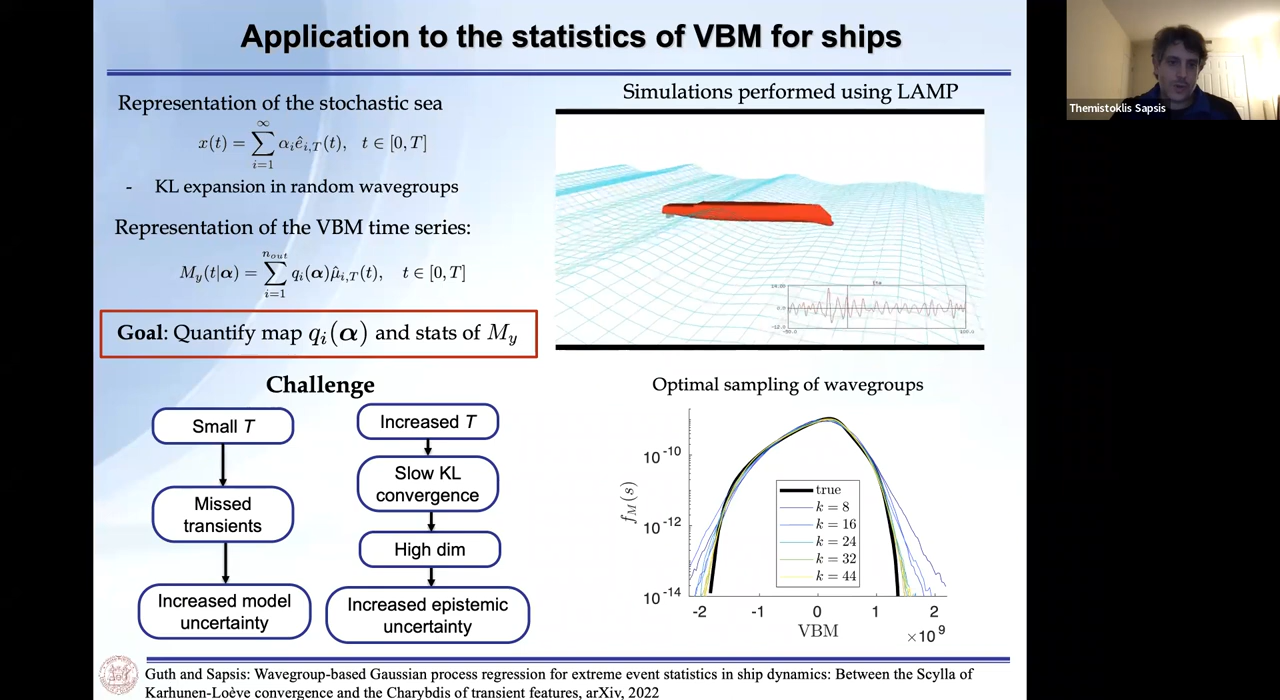 Application to the statistics of VBM for ships
Themistoklis Sapsis
Representation of the stochastic sea
x(t) = ∑_{i=1}^{∞} α_i ê_{i,T}(t), t ∈ [0, T]
- KL expansion in random wavegroups
Representation of the VBM time series:
M_y(t|α) = ∑_{i=1}^{n_{out}} q_i(α) μ̂_{i,T}(t), t ∈ [0, T]
Goal: Quantify map q_i(α) and stats of M_y
Simulations performed using LAMP
Challenge
Small T
Missed
transients
Increased model
uncertainty
Increased T
Slow KL
convergence
High dim
Increased epistemic
uncertainty
Optimal sampling of wavegroups
f_M(s)
10^{-10}
10^{-12}
10^{-14}
true
k = 8
k = 16
k = 24
k = 32
k = 44
-2 -1 0 1 2
VBM
×10^9
Guth and Sapsis: Wavegroup-based Gaussian process regression for extreme event statistics in ship dynamics: Between the Scylla of
Karhunen-Loève convergence and the Charybdis of transient features, arXiv, 2022